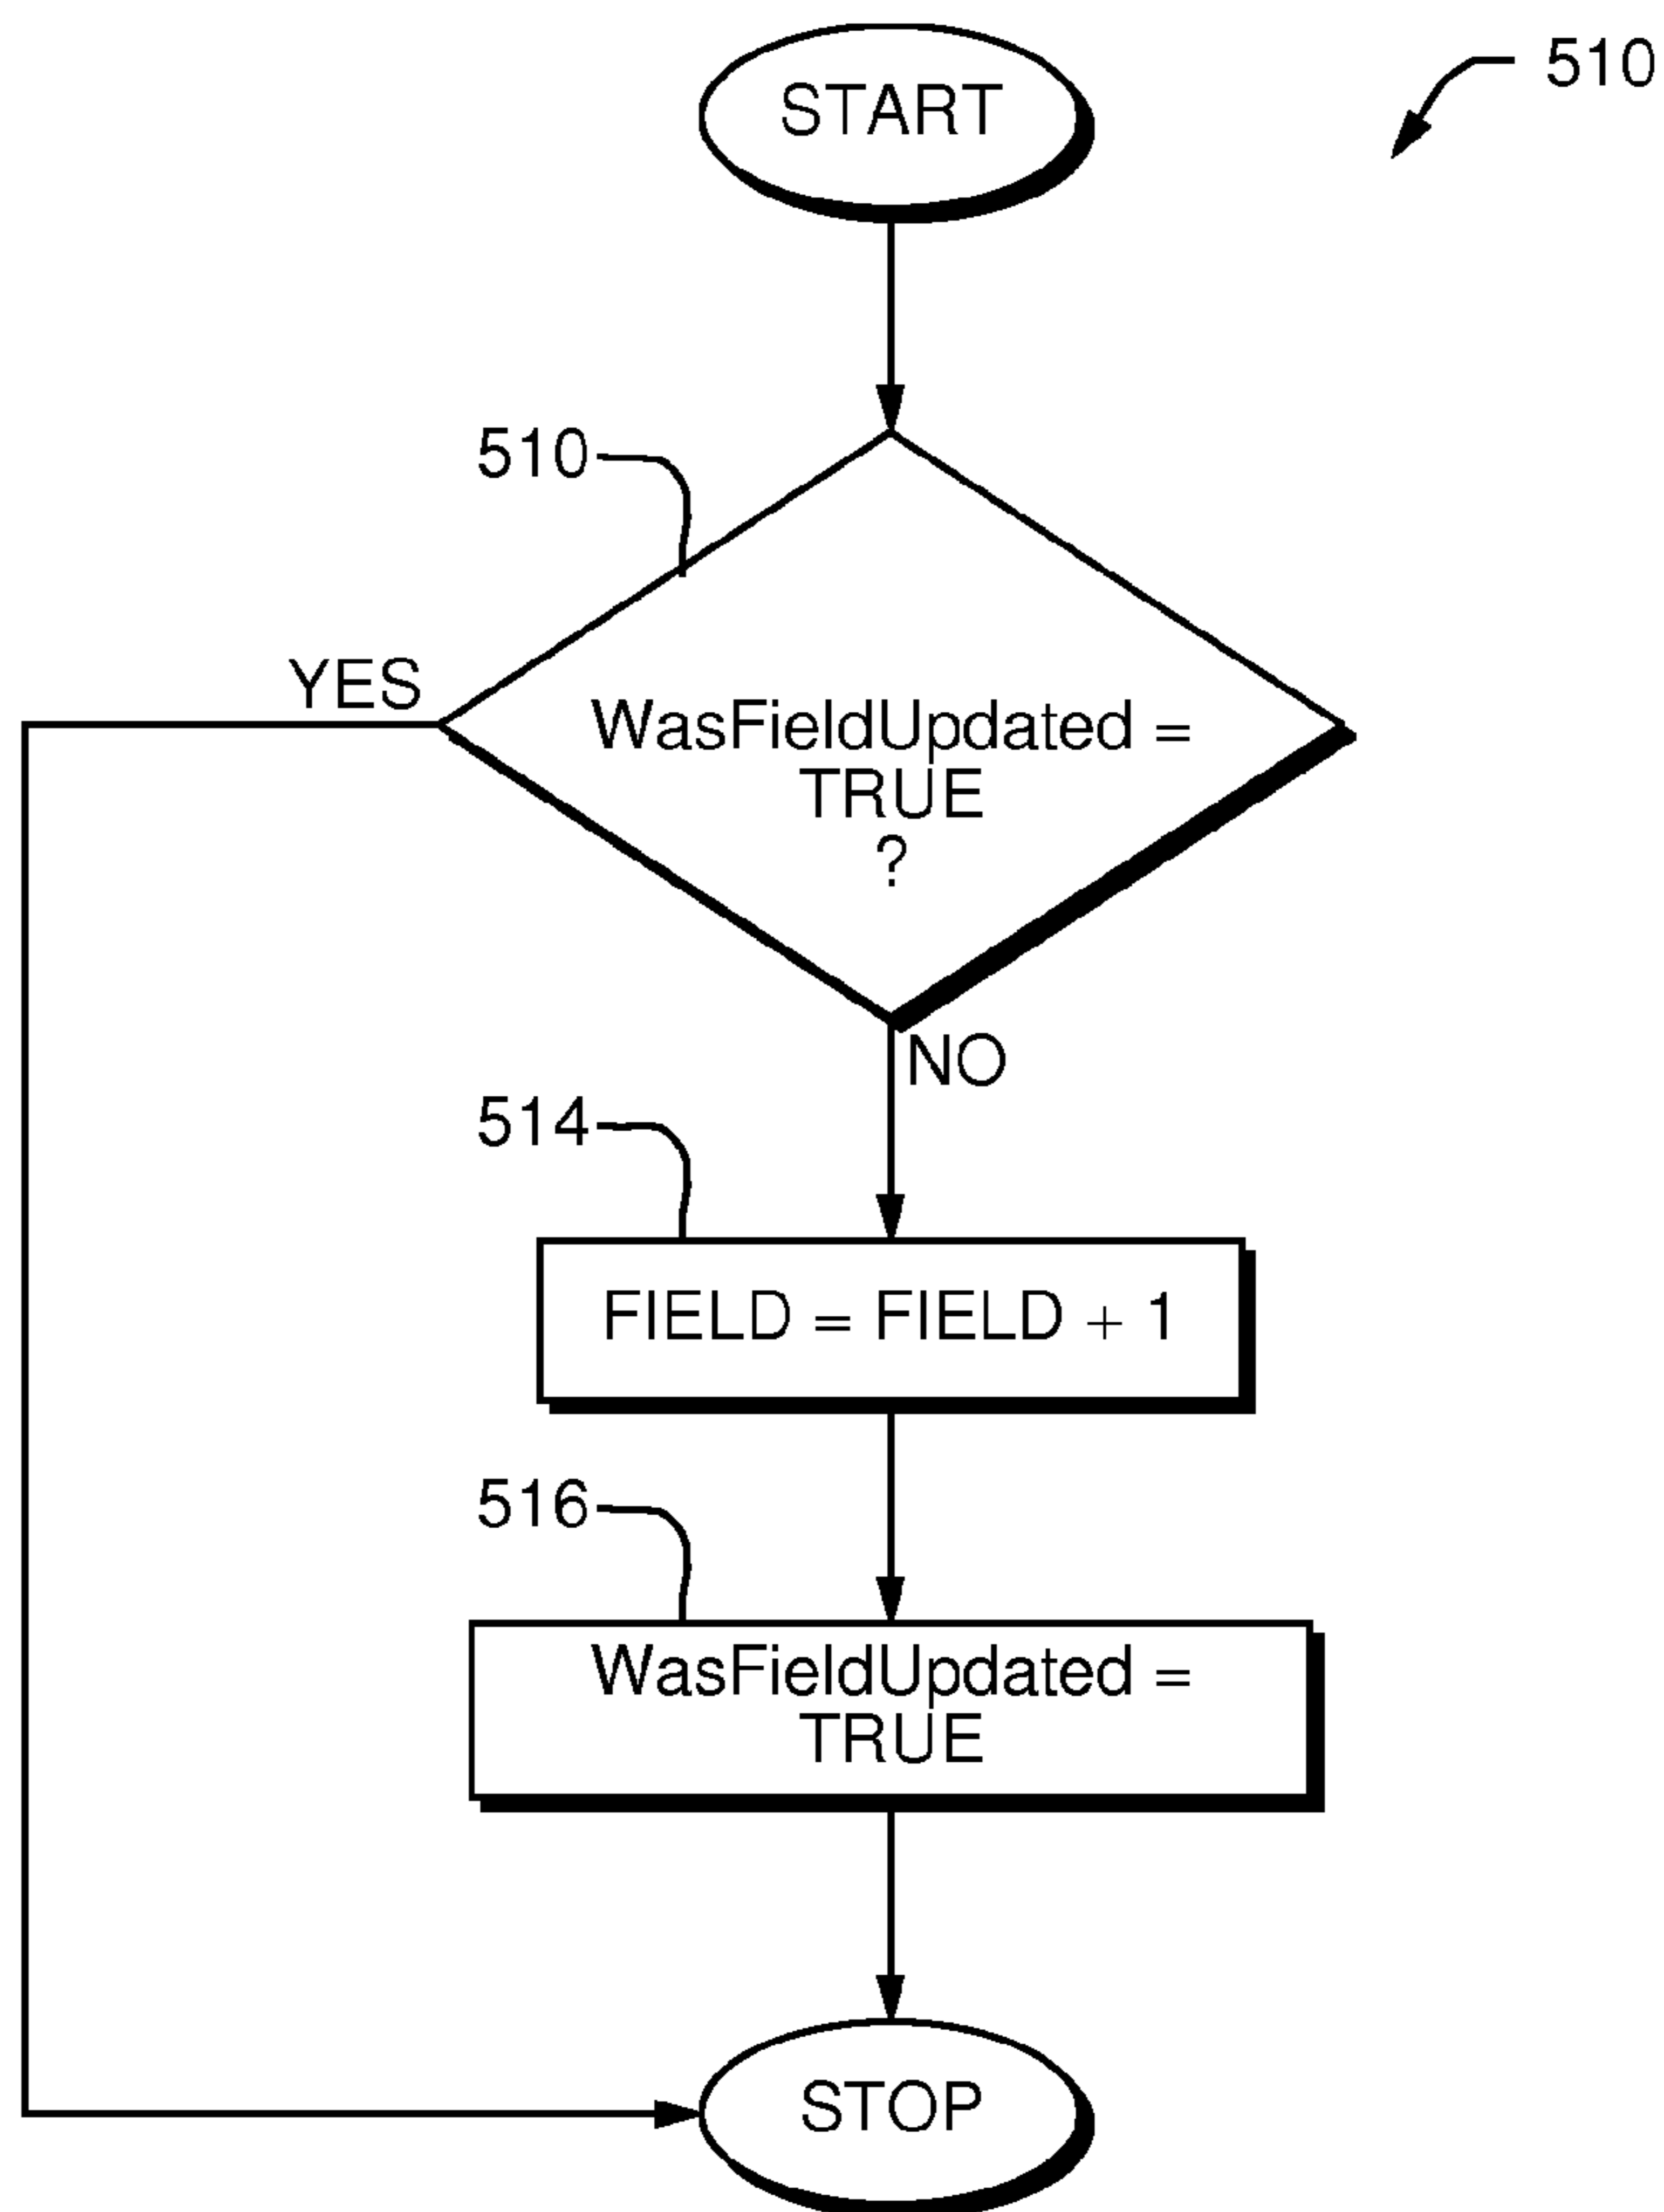 START
510
510
YES
WasFieldUpdated =
TRUE
?
NO
514
FIELD = FIELD + 1
516
WasFieldUpdated =
TRUE
STOP